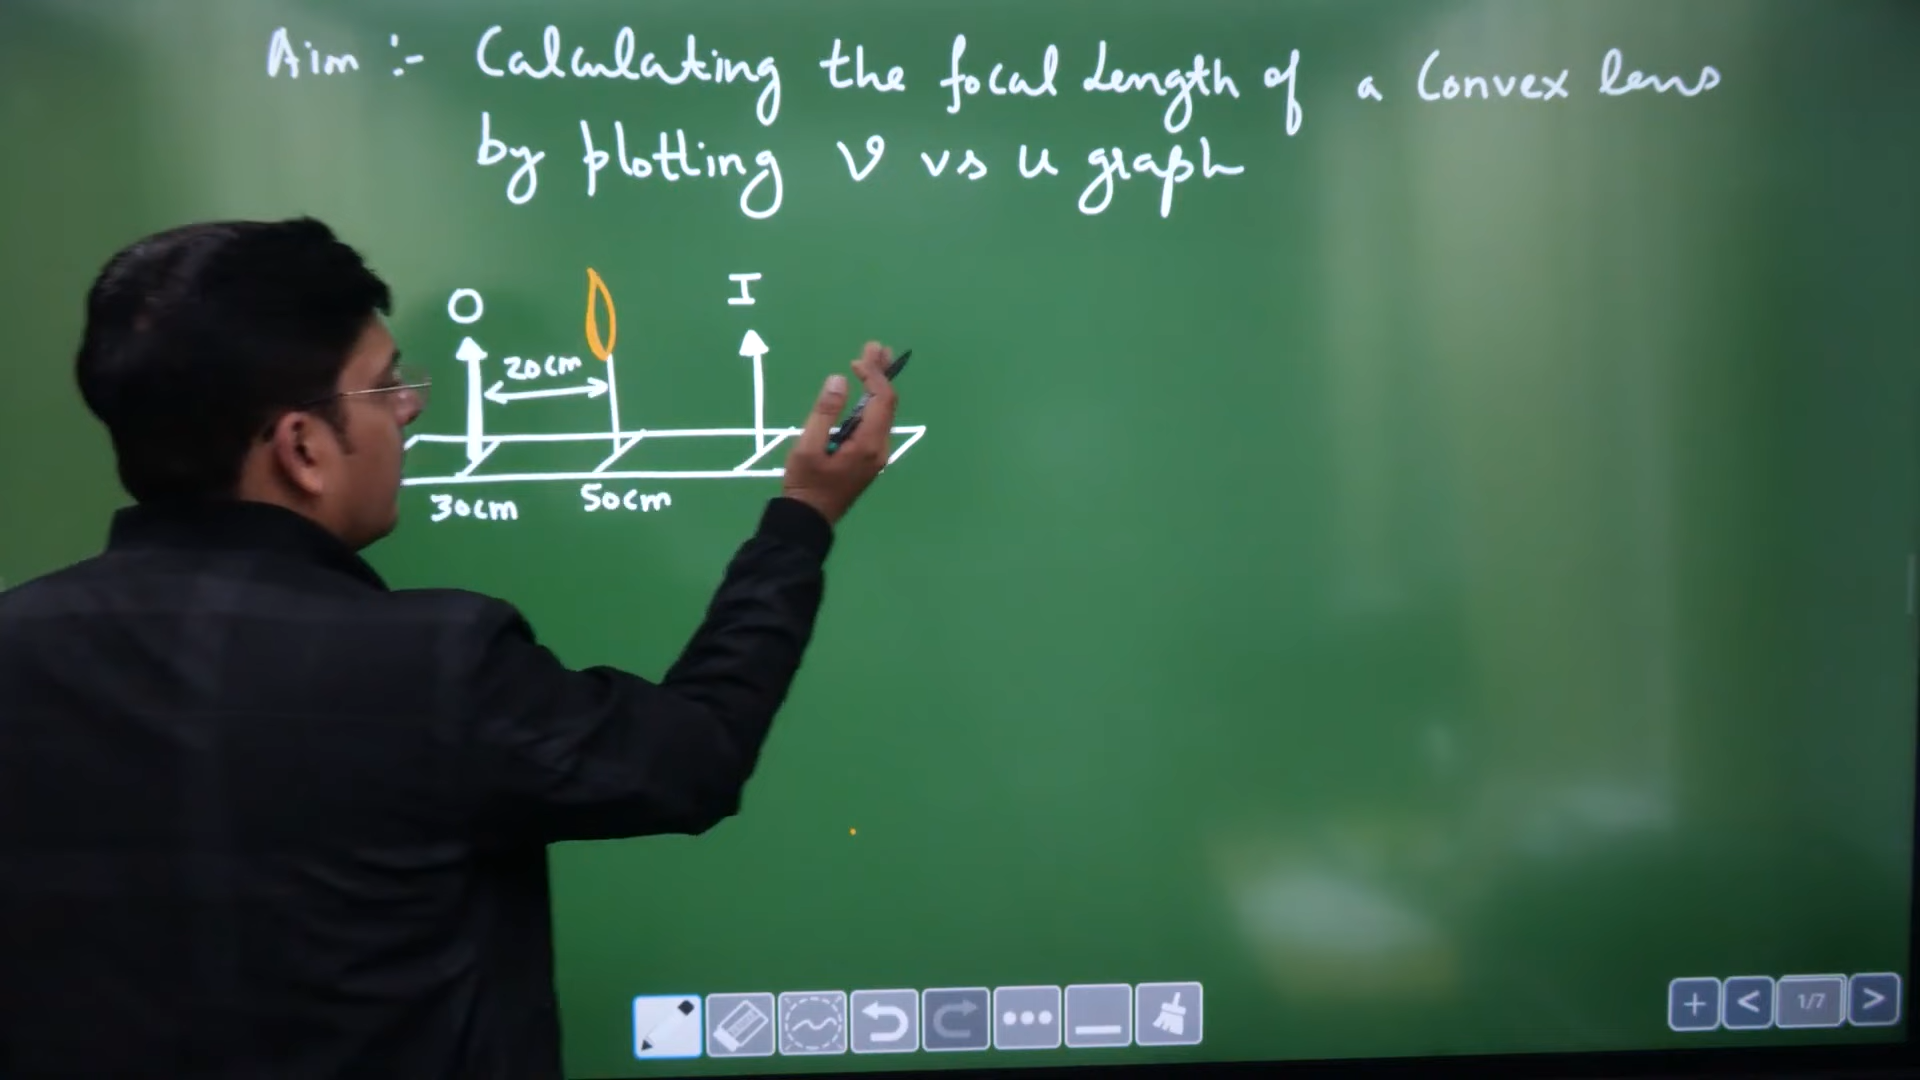 Aim :- Calculating the focal Length of a Convex lens
by plotting v vs u graph
O
I
20cm
30cm
50cm
1/7